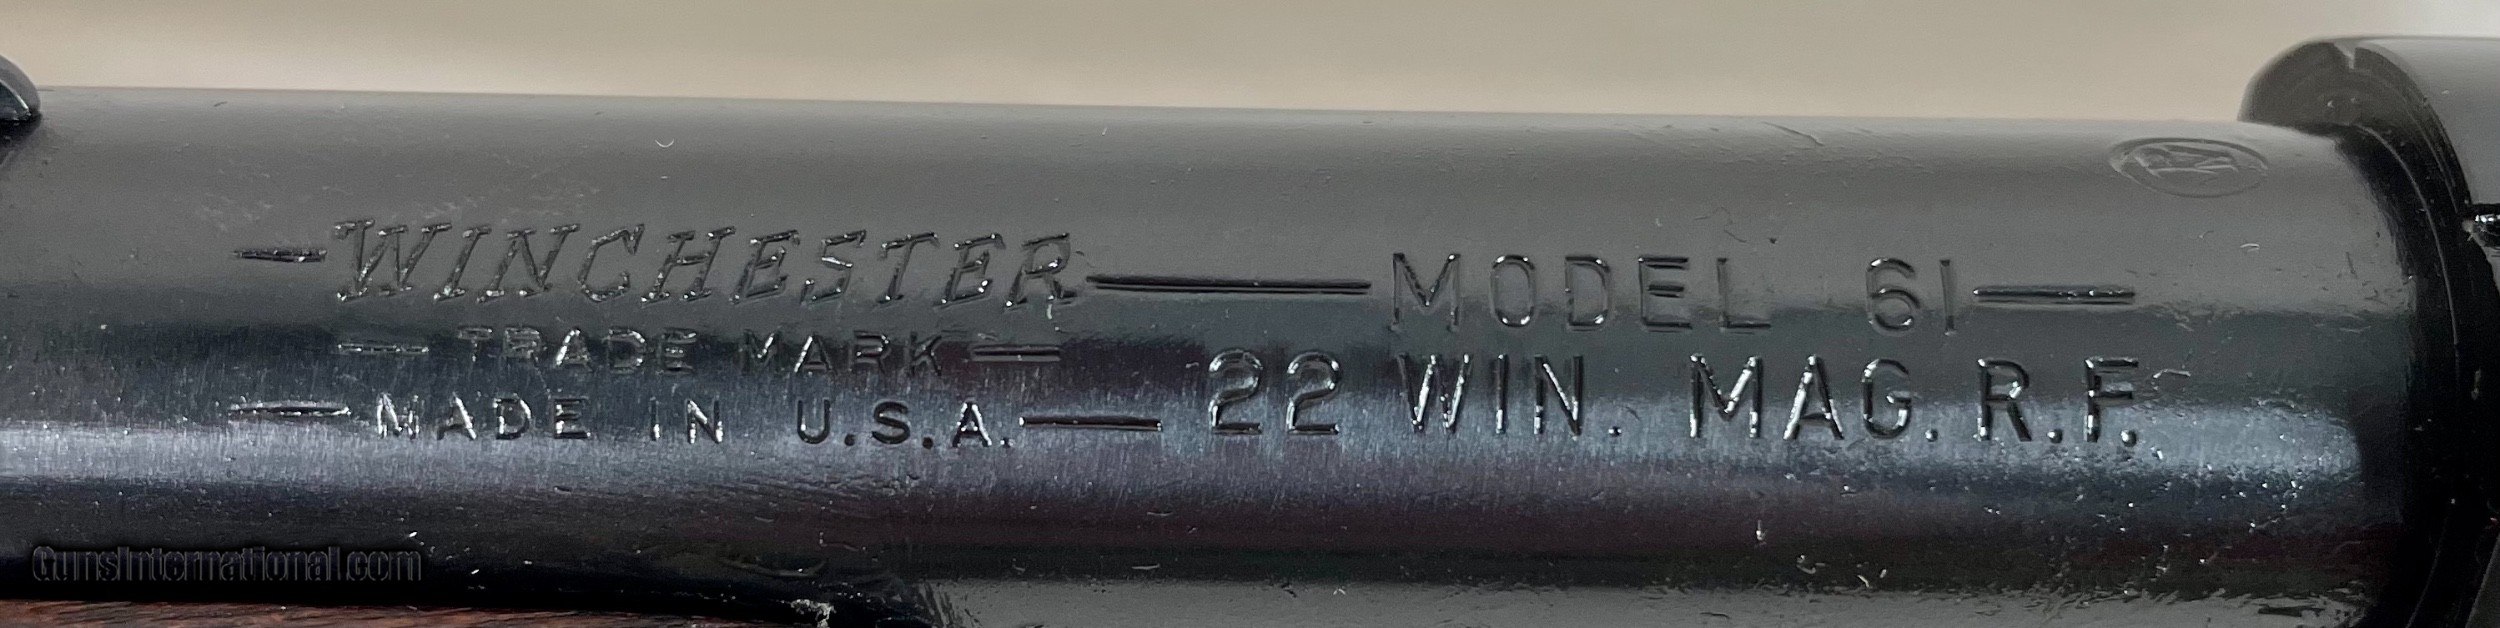 —WINCHESTER— MODEL 61—
—TRADE MARK—
—MADE IN U.S.A.— 22 WIN. MAG. R.F.
GunsInternational.com